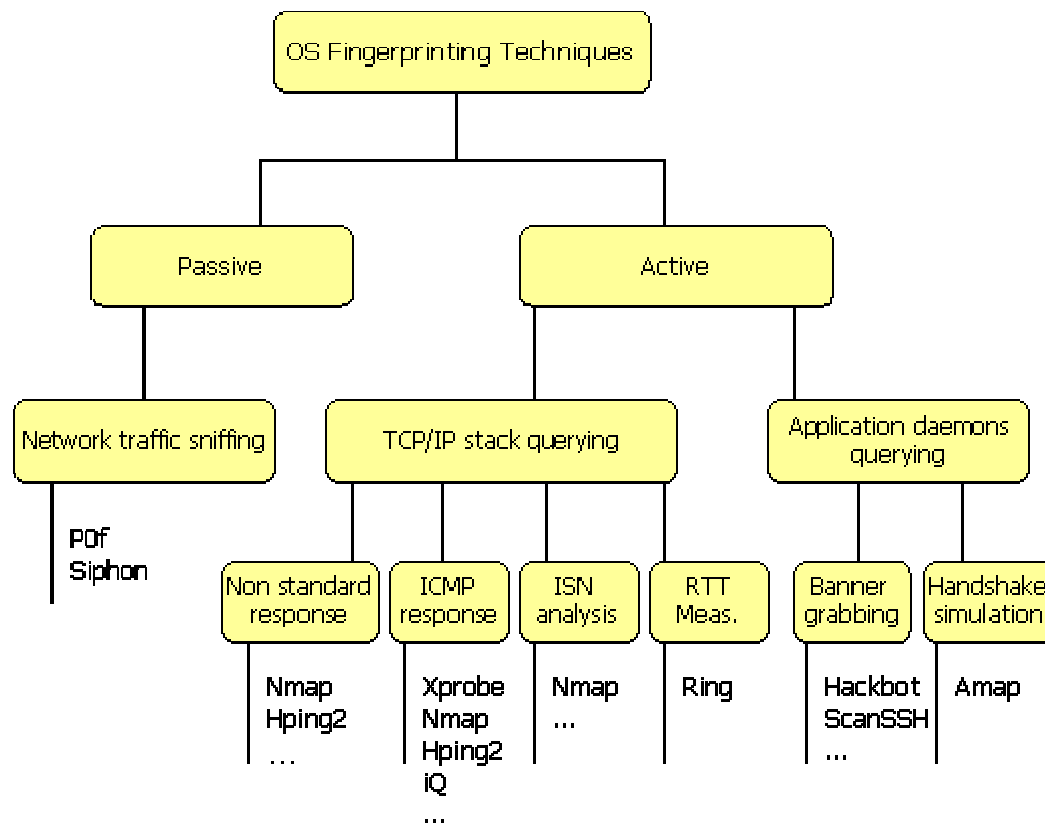 OS Fingerprinting Techniques
Passive
Active
Network traffic sniffing
TCP/IP stack querying
Application daemons
querying
P0f
Siphon
Non standard
response
ICMP
response
ISN
analysis
RTT
Meas.
Banner
grabbing
Handshake
simulation
Nmap
Hping2
...
Xprobe
Nmap
Hping2
iQ
...
Nmap
...
Ring
Hackbot
ScanSSH
...
Amap